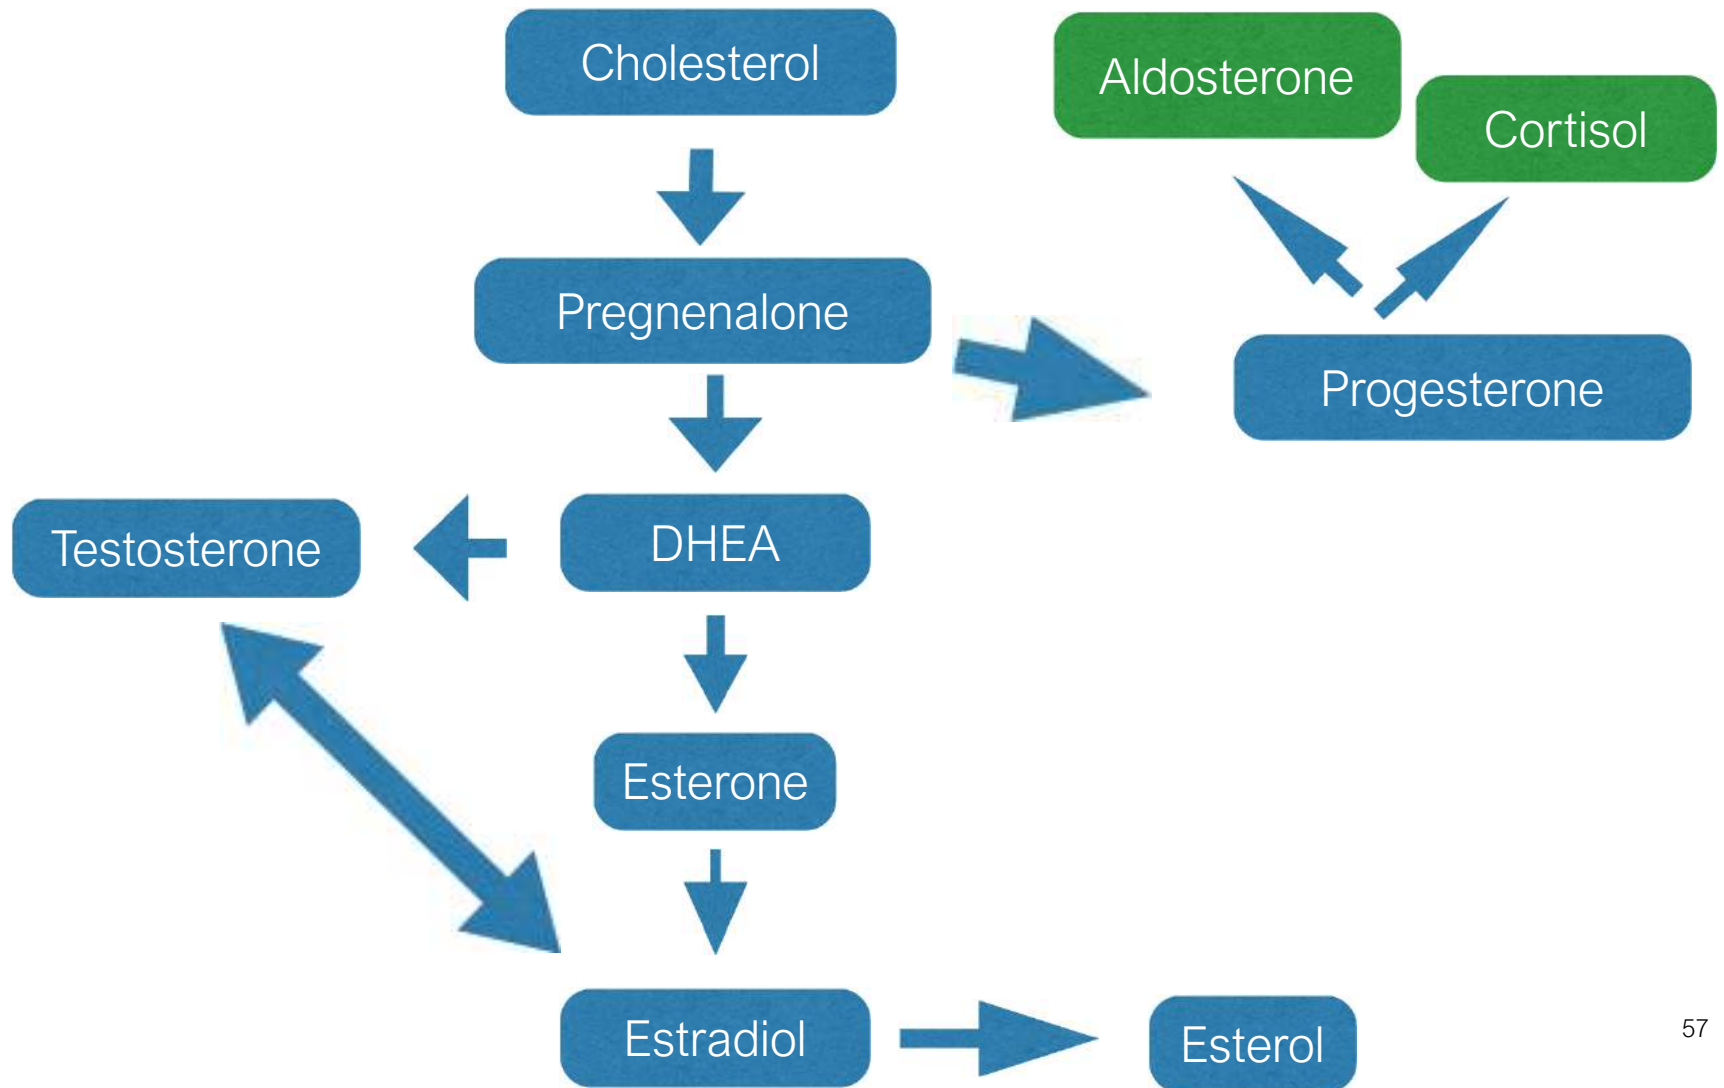 Cholesterol
Aldosterone
Cortisol
Pregnenalone
Progesterone
Testosterone
DHEA
Esterone
Estradiol
Esterol
57